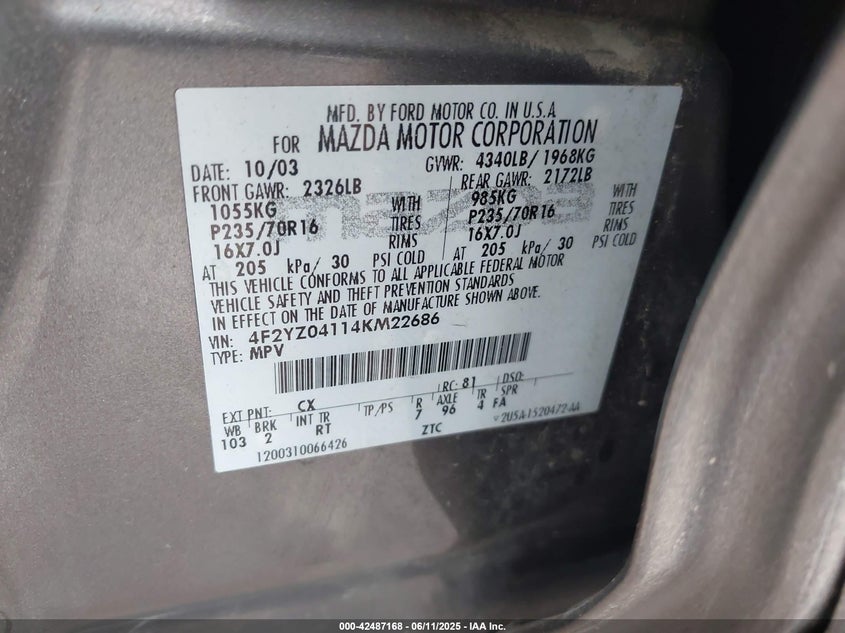 MFD. BY FORD MOTOR CO. IN U.S.A
FOR MAZDA MOTOR CORPORATION
DATE: 10/03 GVWR: 4340LB/ 1968KG
FRONT GAWR: 2326LB REAR GAWR: 2172LB
1055KG WITH 985KG WITH
P235/70R16 TIRES P235/70R16 TIRES
16X7.0J RIMS 16X7.0J RIMS
AT 205 kPa/ 30 PSI COLD AT 205 kPa/ 30 PSI COLD
mazda
THIS VEHICLE CONFORMS TO ALL APPLICABLE FEDERAL MOTOR
VEHICLE SAFETY AND THEFT PREVENTION STANDARDS
IN EFFECT ON THE DATE OF MANUFACTURE SHOWN ABOVE.
VIN: 4F2YZ04114KM22686
TYPE: MPV
EXT PNT: CX RC: 81 DSO:
WB BRK INT TR TP/PS R AXLE TR SPR
103 2 RT 7 96 4 FA
1200310066426 ZTC 2U5A-1520472-AA
000-42487168 - 06/11/2025 - IAA Inc.